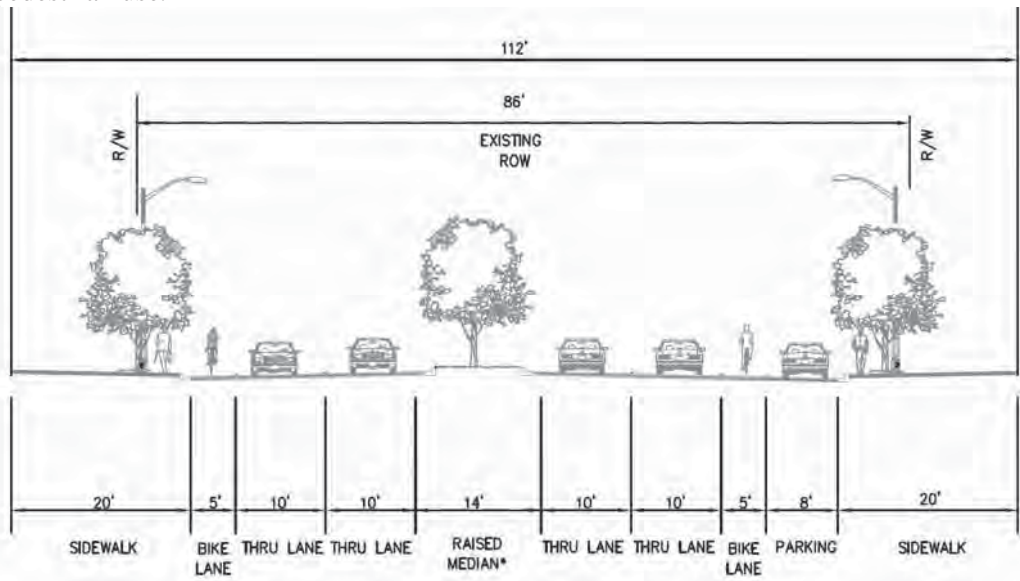 112'
86'
EXISTING
ROW
R/W
R/W
20' 5' 10' 10' 14' 10' 10' 5' 8' 20'
SIDEWALK BIKE LANE THRU LANE THRU LANE RAISED MEDIAN* THRU LANE THRU LANE BIKE LANE PARKING SIDEWALK